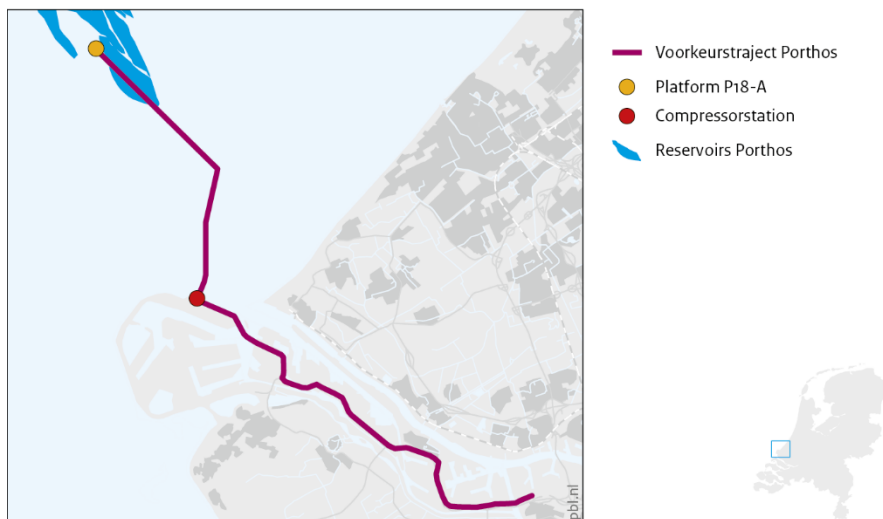 Voorkeurstraject Porthos
Platform P18-A
Compressorstation
Reservoirs Porthos
pbl.nl